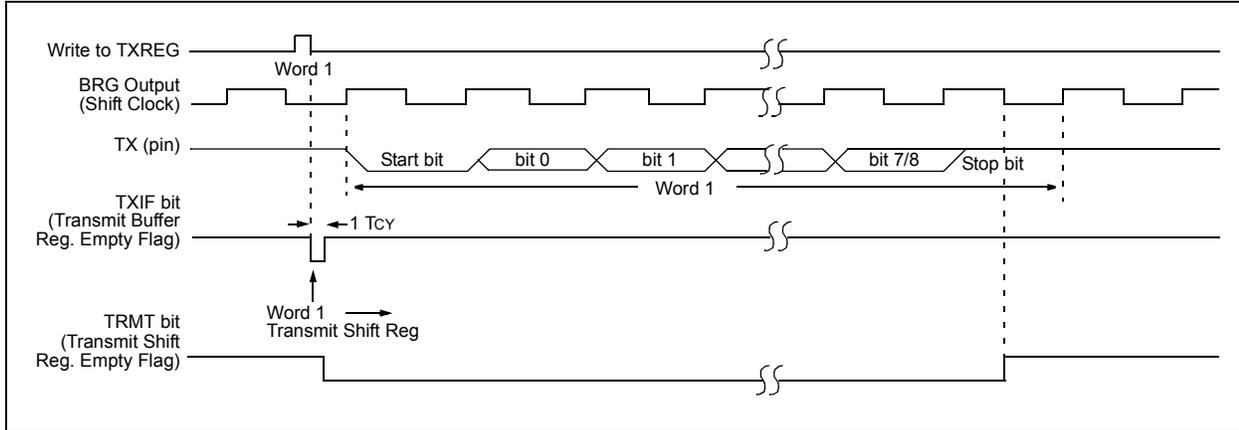 Write to TXREG
Word 1
BRG Output
(Shift Clock)
TX (pin)
Start bit
bit 0
bit 1
bit 7/8
Stop bit
Word 1
TXIF bit
(Transmit Buffer
Reg. Empty Flag)
1 TCY
Word 1
Transmit Shift Reg
TRMT bit
(Transmit Shift
Reg. Empty Flag)